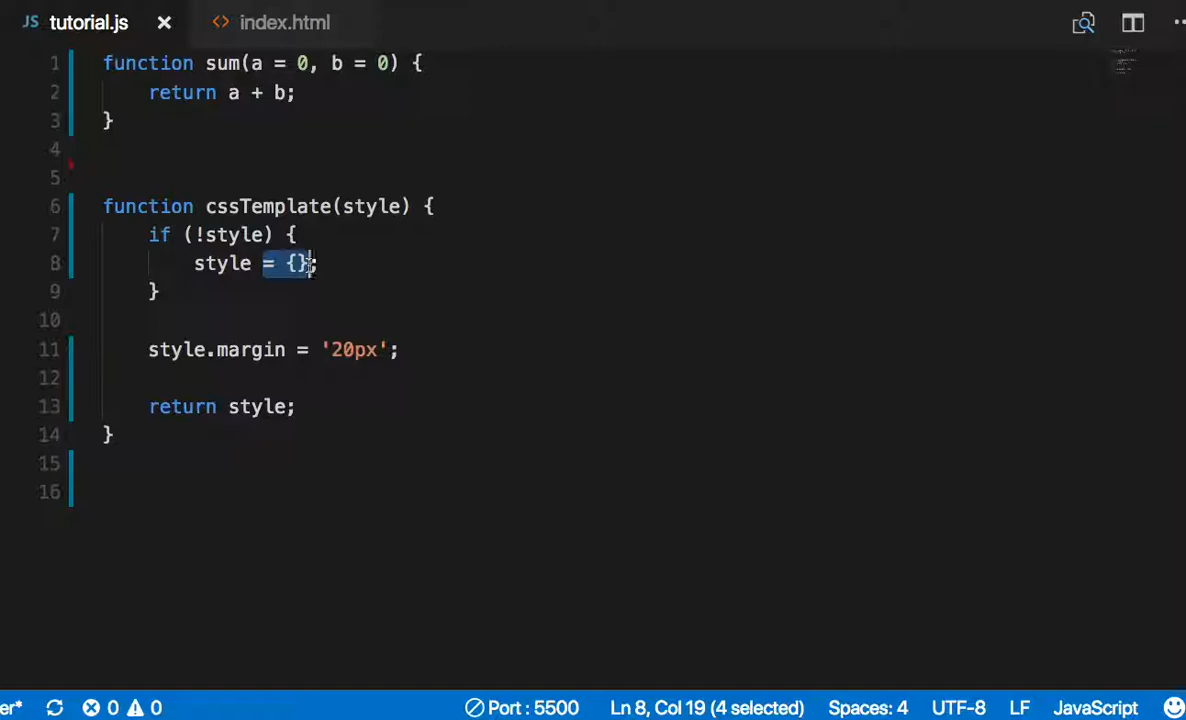 JS tutorial.js × <> index.html
1 function sum(a = 0, b = 0) {
2 return a + b;
3 }
4
5
6 function cssTemplate(style) {
7 if (!style) {
8 style = {};
9 }
10
11 style.margin = '20px';
12
13 return style;
14 }
15
16
er* 0 0 Port : 5500 Ln 8, Col 19 (4 selected) Spaces: 4 UTF-8 LF JavaScript